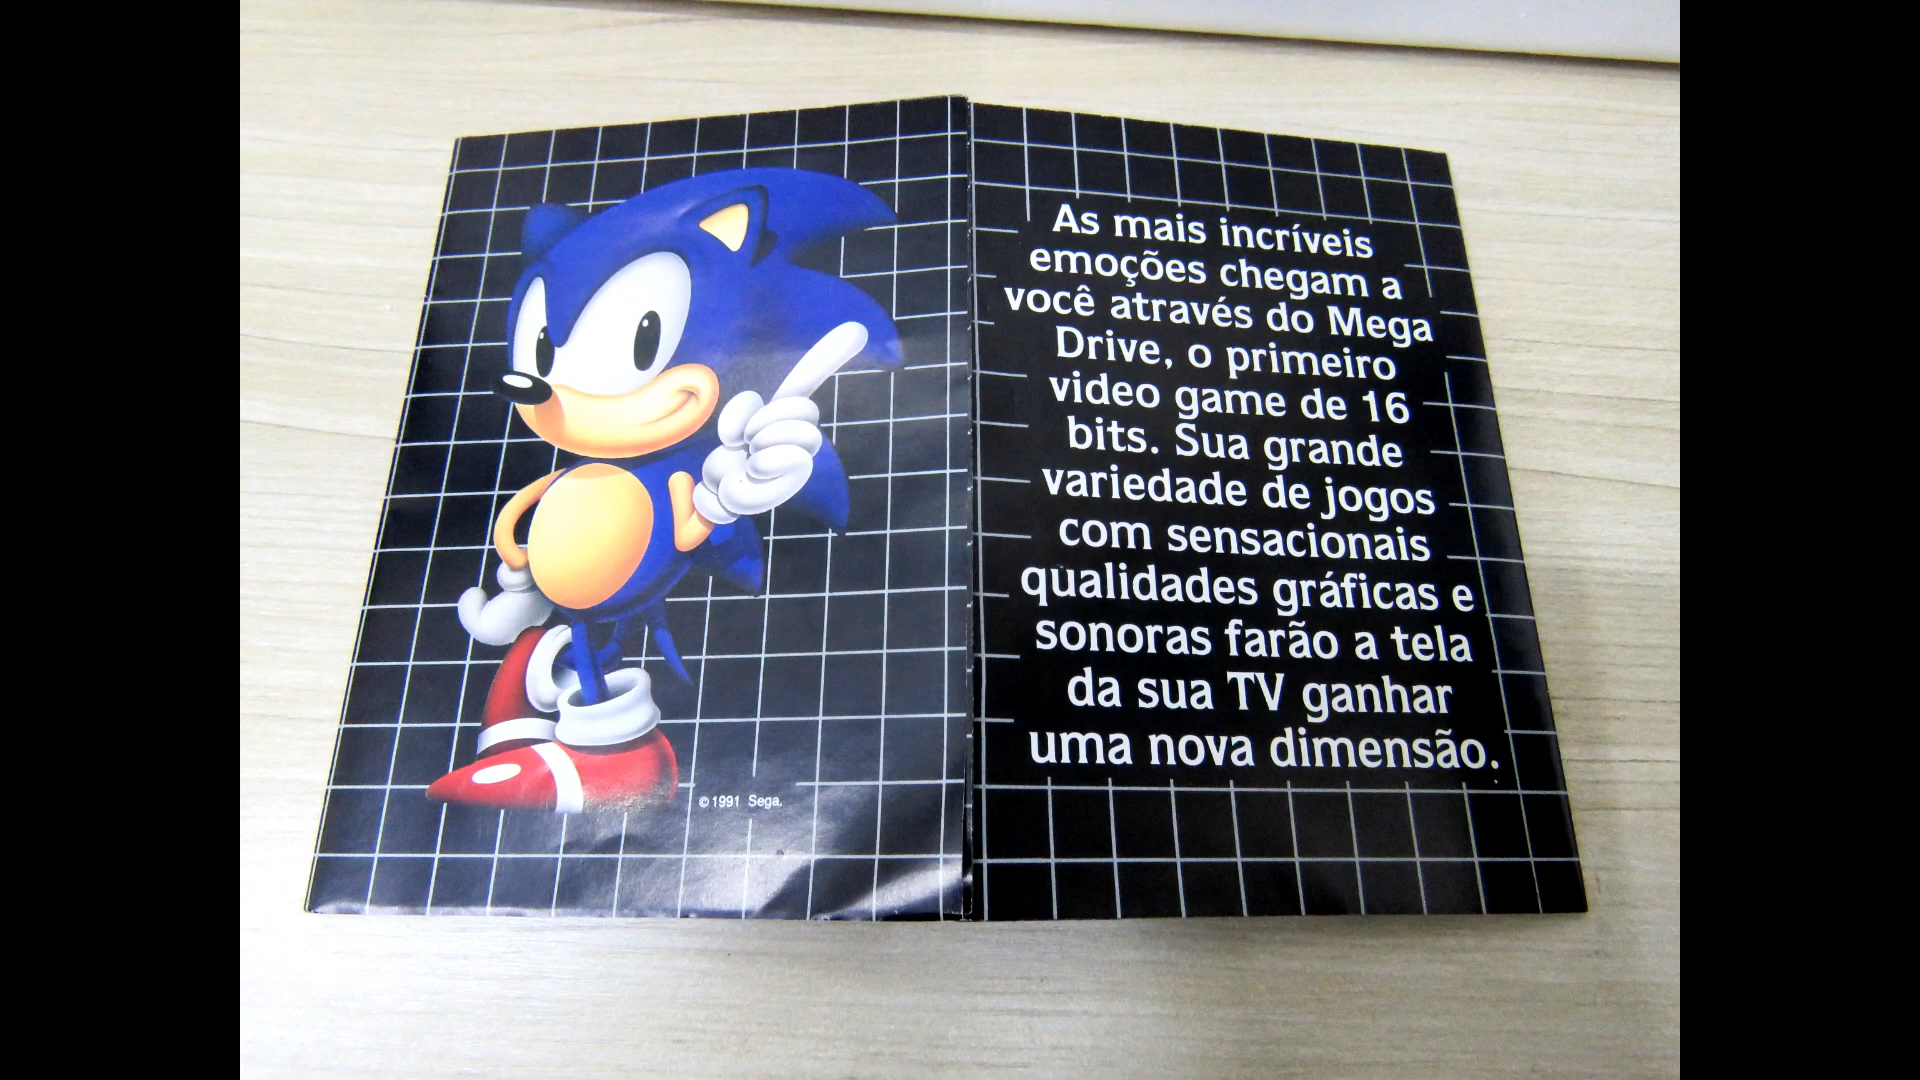 As mais incríveis
emoções chegam a
você através do Mega
Drive, o primeiro
video game de 16
bits. Sua grande
variedade de jogos
com sensacionais
qualidades gráficas e
sonoras farão a tela
da sua TV ganhar
uma nova dimensão.
© 1991 Sega.